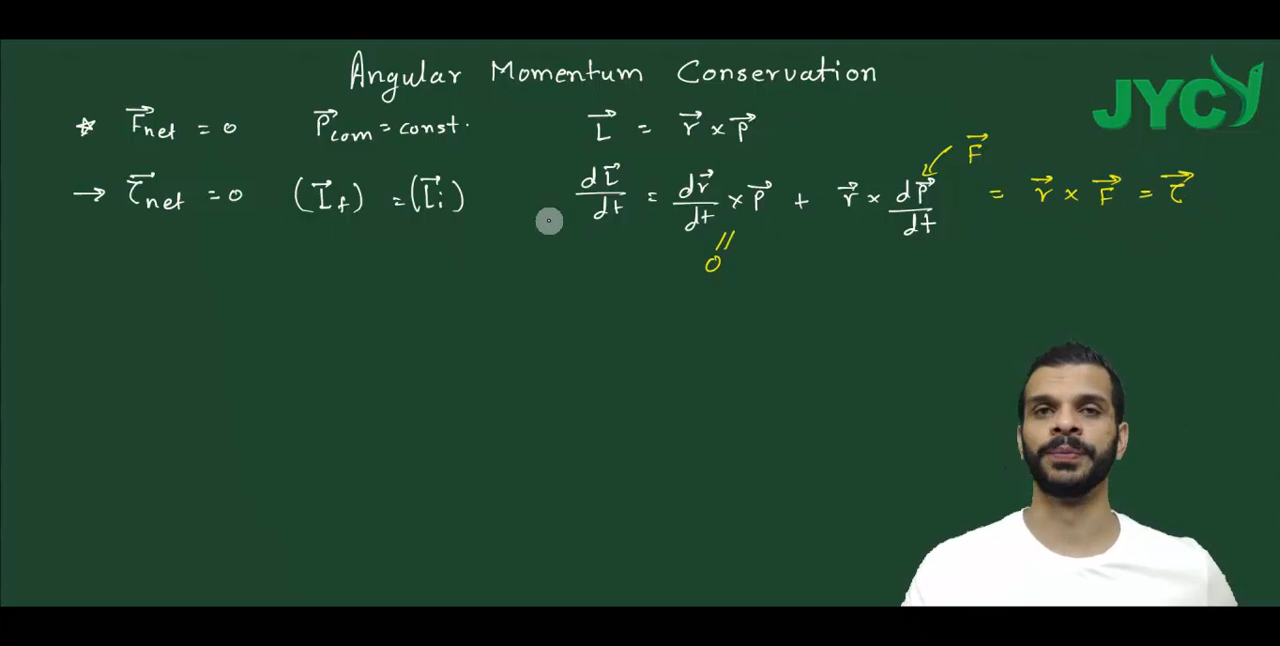 Angular Momentum Conservation
JYC
☆ F⃗net = 0 P⃗com = const. L⃗ = r⃗ × p⃗
F⃗
→ τ⃗net = 0 (L⃗f) = (L⃗i) dL⃗/dt = dr⃗/dt × p⃗ + r⃗ × dp⃗/dt = r⃗ × F⃗ = τ⃗
//
0